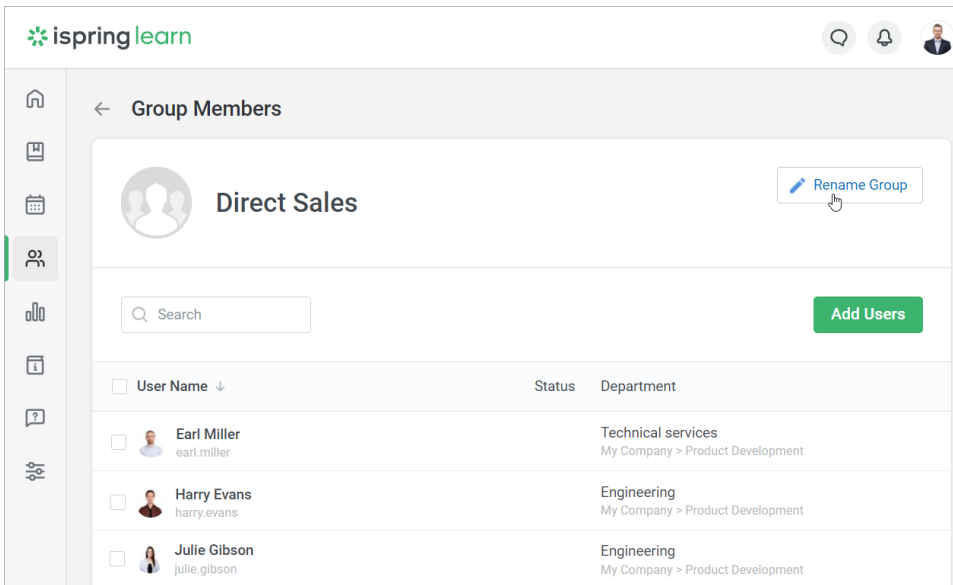 ispring learn
Group Members
Direct Sales
Rename Group
Search
Add Users
User Name Status Department
Earl Miller Technical services
earl.miller My Company > Product Development
Harry Evans Engineering
harry.evans My Company > Product Development
Julie Gibson Engineering
julie.gibson My Company > Product Development